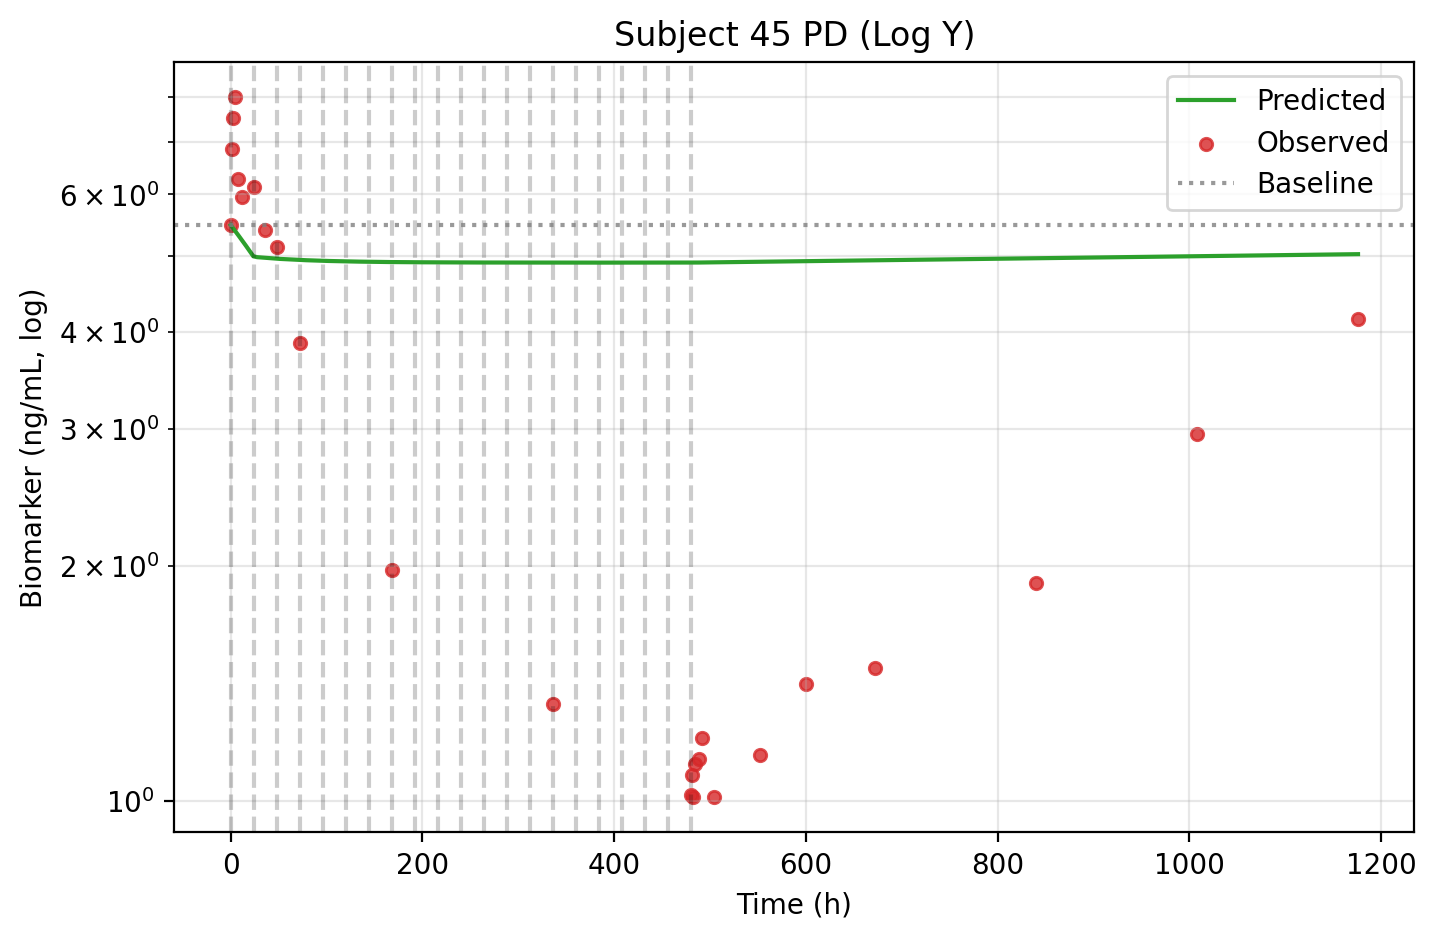 Subject 45 PD (Log Y)
Predicted
Observed
Baseline
Biomarker (ng/mL, log)
6 × 10⁰
4 × 10⁰
3 × 10⁰
2 × 10⁰
10⁰
0 200 400 600 800 1000 1200
Time (h)